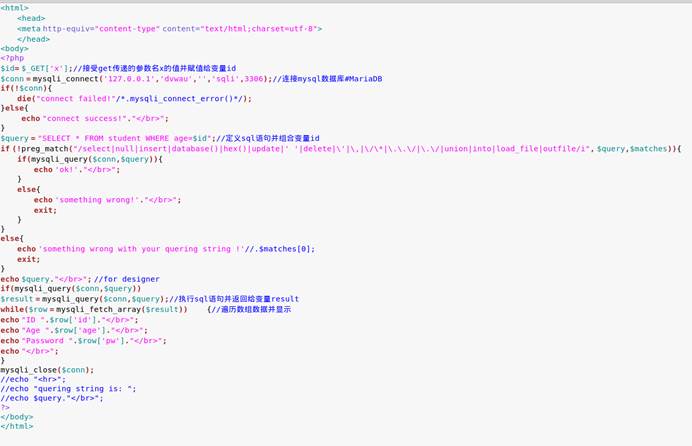 <html>
<head>
<meta http-equiv="content-type" content="text/html;charset=utf-8">
</head>
<body>
<?php
$id=$_GET['x'];//接受get传递的参数名x的值并赋值给变量id
$conn=mysqli_connect('127.0.0.1','dvwau','','sqli',3306);//连接mysql数据库#MariaDB
if(!$conn){
die("connect failed!"/*.mysqli_connect_error()*/);
}else{
echo "connect success!"."</br>";
}
$query="SELECT * FROM student WHERE age=$id";//定义sql语句并组合变量id
if(!preg_match("/select|null|insert|database()|hex()|update|' '|delete|\'|\,|\/\*|\.\.\/|\.\/|union|into|load_file|outfile/i",$query,$matches)){
if(mysqli_query($conn,$query)){
echo 'ok!'."</br>";
}
else{
echo 'something wrong!'."</br>";
exit;
}
}
else{
echo 'something wrong with your quering string !'//.$matches[0];
exit;
}
echo $query."</br>";//for designer
if(mysqli_query($conn,$query))
$result=mysqli_query($conn,$query);//执行sql语句并返回给变量result
while($row=mysqli_fetch_array($result)) {//遍历数组数据并显示
echo "ID ".$row['id']."</br>";
echo "Age ".$row['age']."</br>";
echo "Password ".$row['pw']."</br>";
echo "</br>";
}
mysqli_close($conn);
//echo "<hr>";
//echo "quering string is: ";
//echo $query."</br>";
?>
</body>
</html>